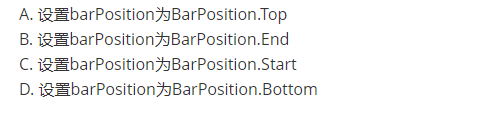 A. 设置barPosition为BarPosition.Top
B. 设置barPosition为BarPosition.End
C. 设置barPosition为BarPosition.Start
D. 设置barPosition为BarPosition.Bottom